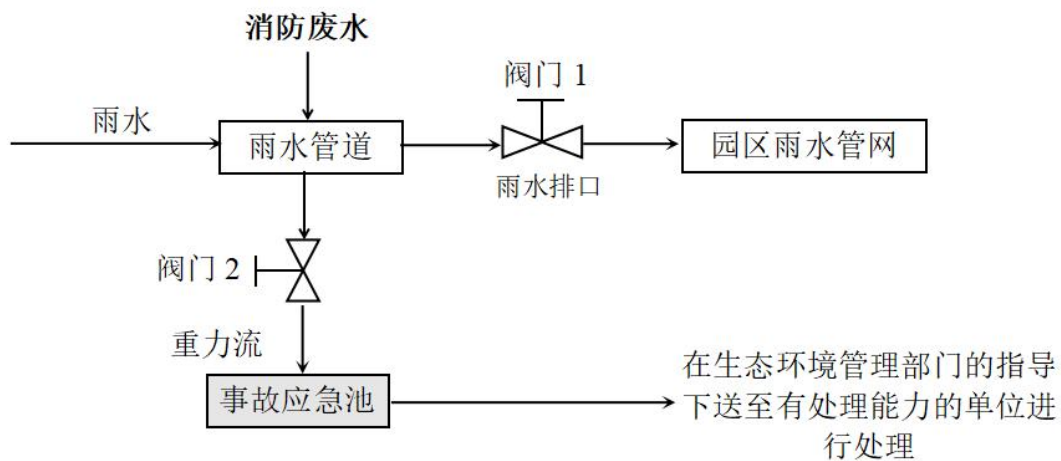 消防废水
阀门 1
雨水
雨水管道
园区雨水管网
雨水排口
阀门 2
重力流
事故应急池
在生态环境管理部门的指导
下送至有处理能力的单位进
行处理